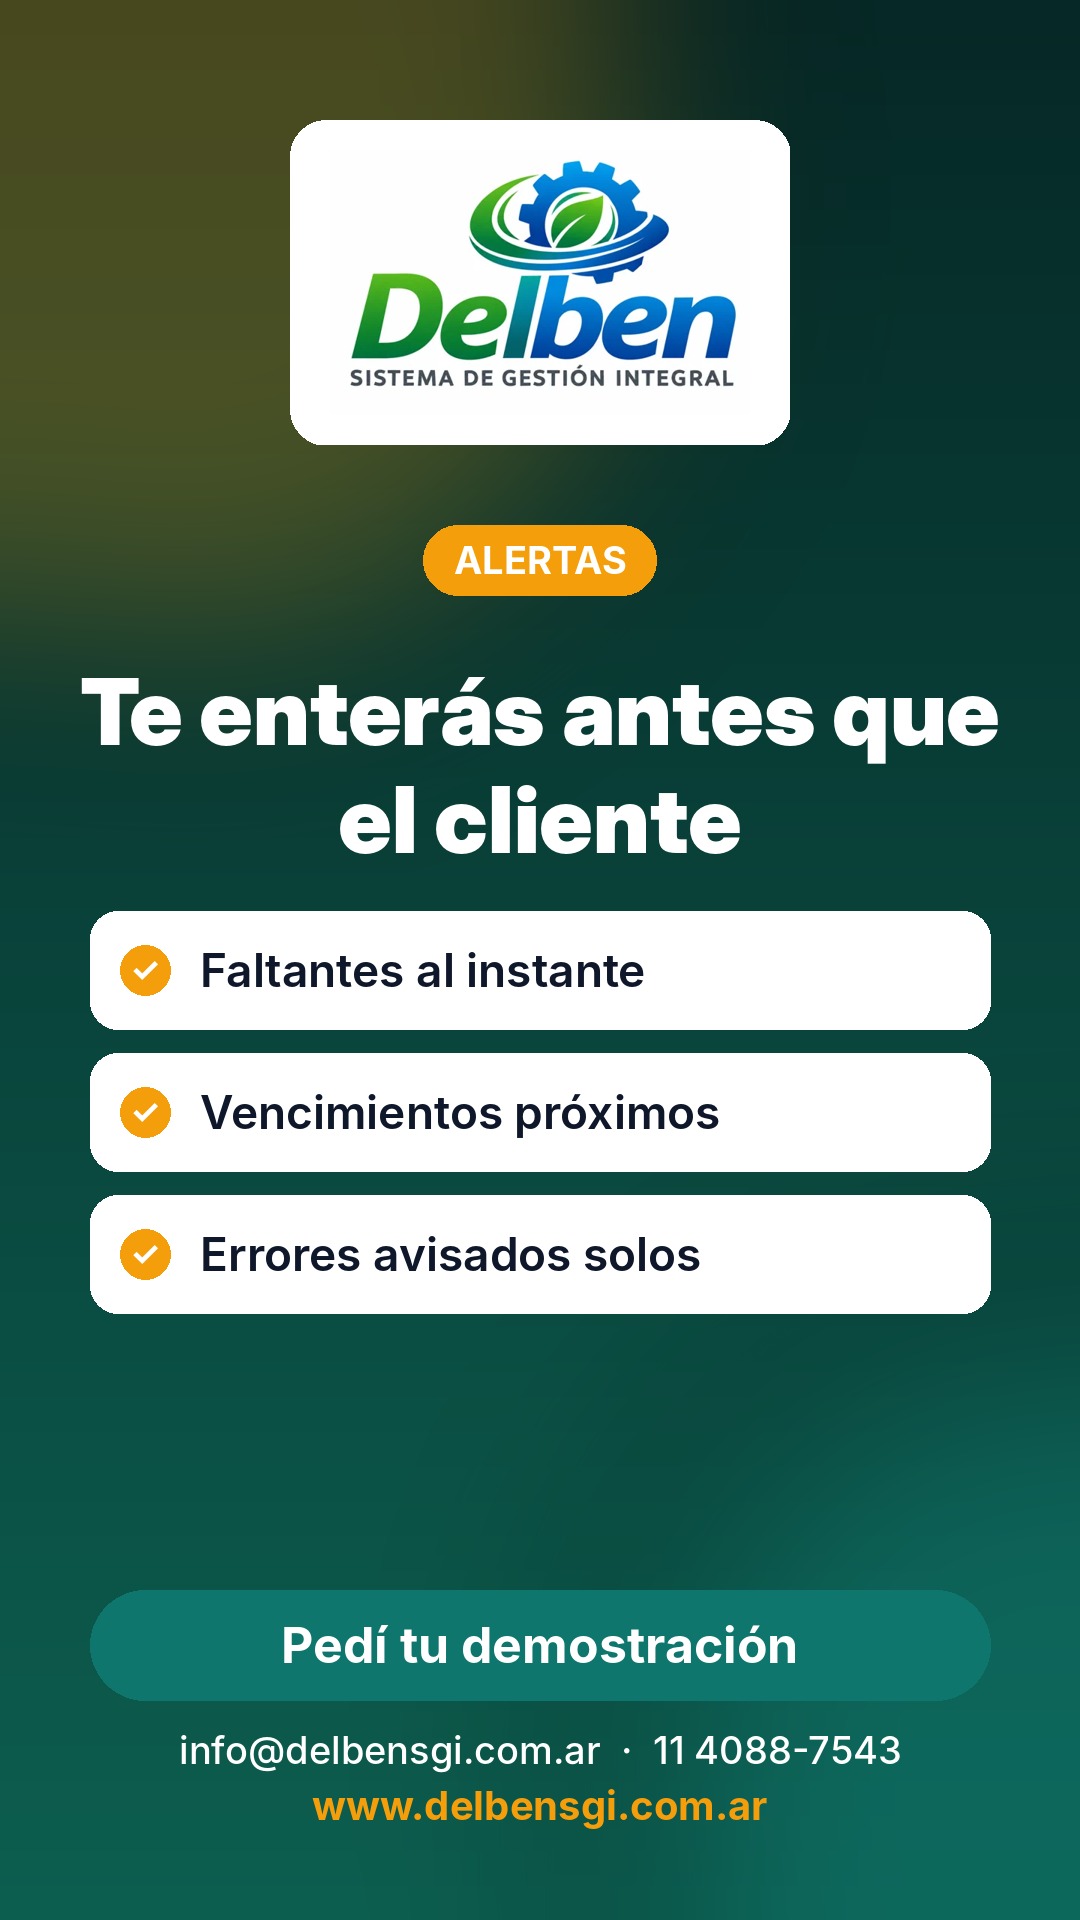 Delben
SISTEMA DE GESTIÓN INTEGRAL
ALERTAS
Te enterás antes que
el cliente
Faltantes al instante
Vencimientos próximos
Errores avisados solos
Pedí tu demostración
info@delbensgi.com.ar · 11 4088-7543
www.delbensgi.com.ar